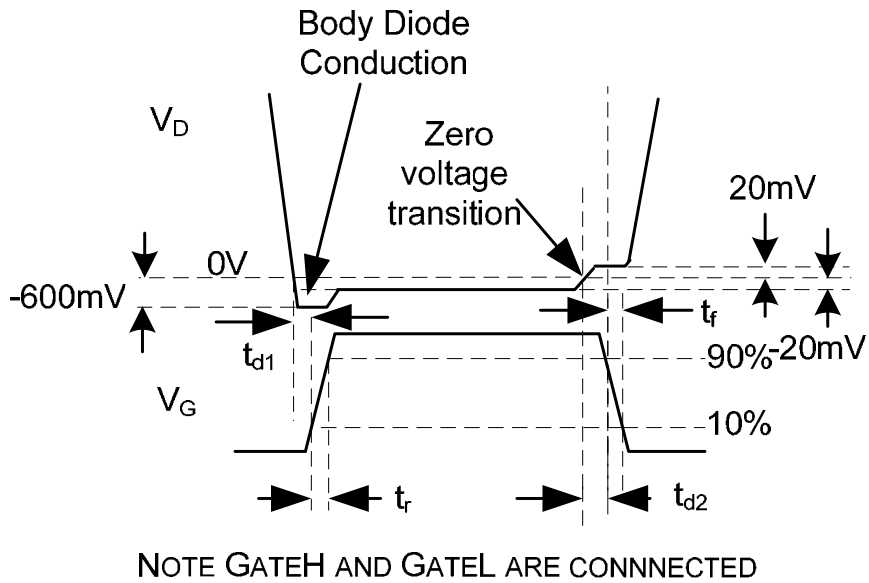 Body Diode
Conduction
V_D
Zero
voltage
transition
20mV
0V
-600mV
t_d1
t_f
90%
-20mV
V_G
10%
t_r
t_d2
NOTE GATEH AND GATEL ARE CONNNECTED